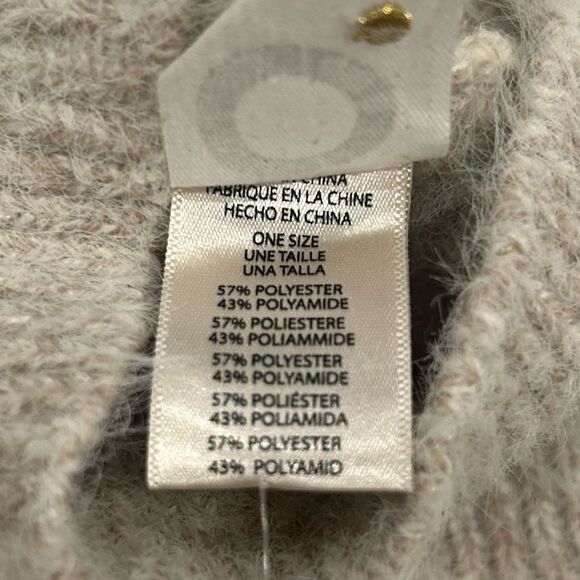 CHINA
FABRIQUE EN LA CHINE
HECHO EN CHINA
ONE SIZE
UNE TAILLE
UNA TALLA
57% POLYESTER
43% POLYAMIDE
57% POLIESTERE
43% POLIAMMIDE
57% POLYESTER
43% POLYAMIDE
57% POLIÉSTER
43% POLIAMIDA
57% POLYESTER
43% POLYAMID